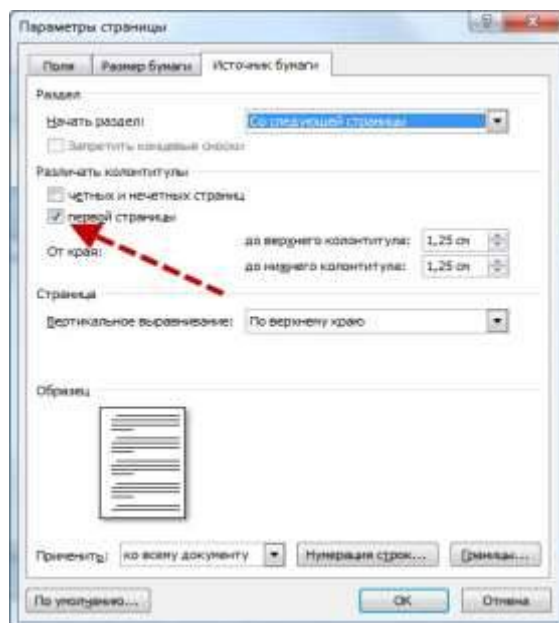 Параметры страницы
Поля Размер бумаги Источник бумаги
Раздел
Начать раздел: Со следующей страницы
Запретить концевые сноски
Различать колонтитулы
четных и нечетных страниц
первой страницы
От края:
до верхнего колонтитула: 1,25 см
до нижнего колонтитула: 1,25 см
Страница
Вертикальное выравнивание: По верхнему краю
Образец
Применить: ко всему документу Нумерация строк... Границы...
По умолчанию... ОК Отмена